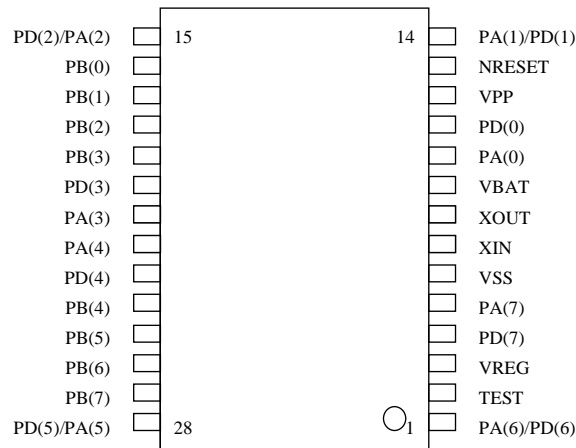 PD(2)/PA(2) 15 14 PA(1)/PD(1)
PB(0) NRESET
PB(1) VPP
PB(2) PD(0)
PB(3) PA(0)
PD(3) VBAT
PA(3) XOUT
PA(4) XIN
PD(4) VSS
PB(4) PA(7)
PB(5) PD(7)
PB(6) VREG
PB(7) TEST
PD(5)/PA(5) 28 1 PA(6)/PD(6)